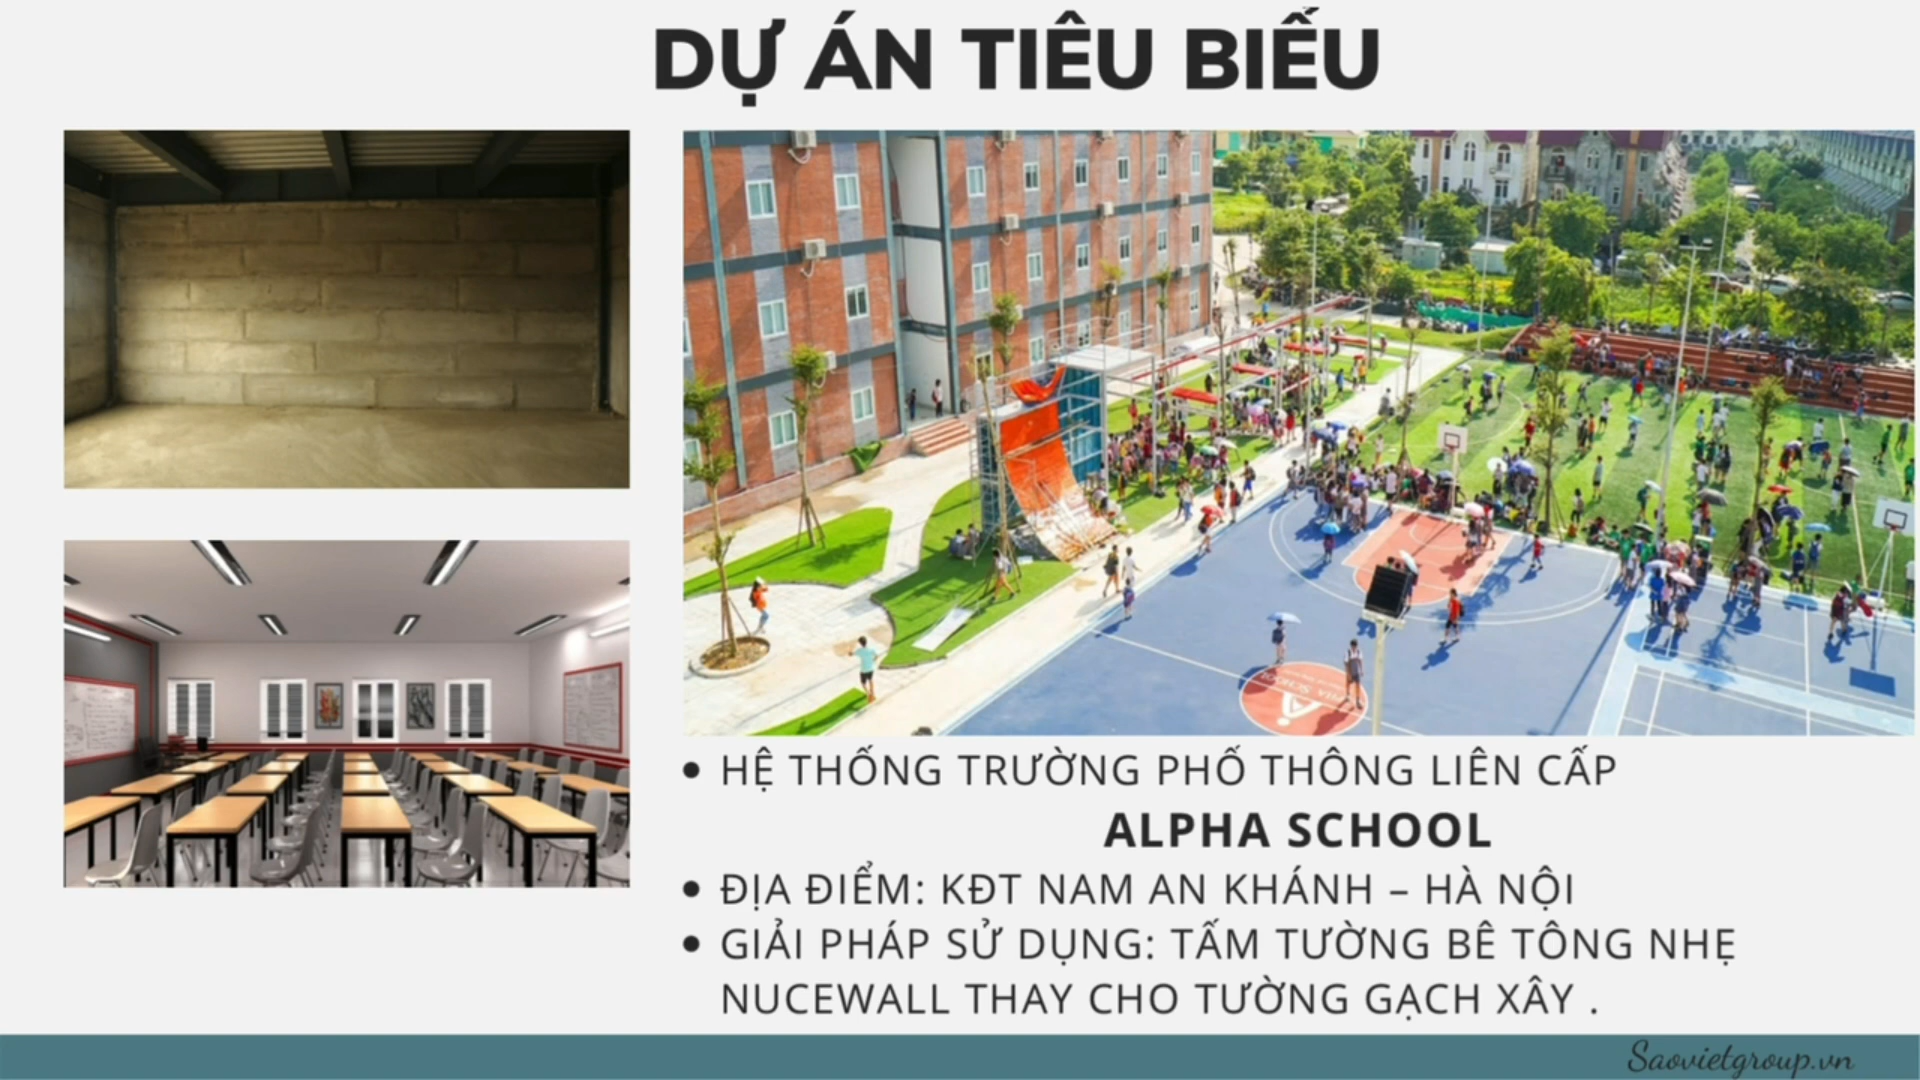 DỰ ÁN TIÊU BIỂU
• HỆ THỐNG TRƯỜNG PHỔ THÔNG LIÊN CẤP
ALPHA SCHOOL
• ĐỊA ĐIỂM: KĐT NAM AN KHÁNH – HÀ NỘI
• GIẢI PHÁP SỬ DỤNG: TẤM TƯỜNG BÊ TÔNG NHẸ
NUCEWALL THAY CHO TƯỜNG GẠCH XÂY .
Saovietgroup.vn